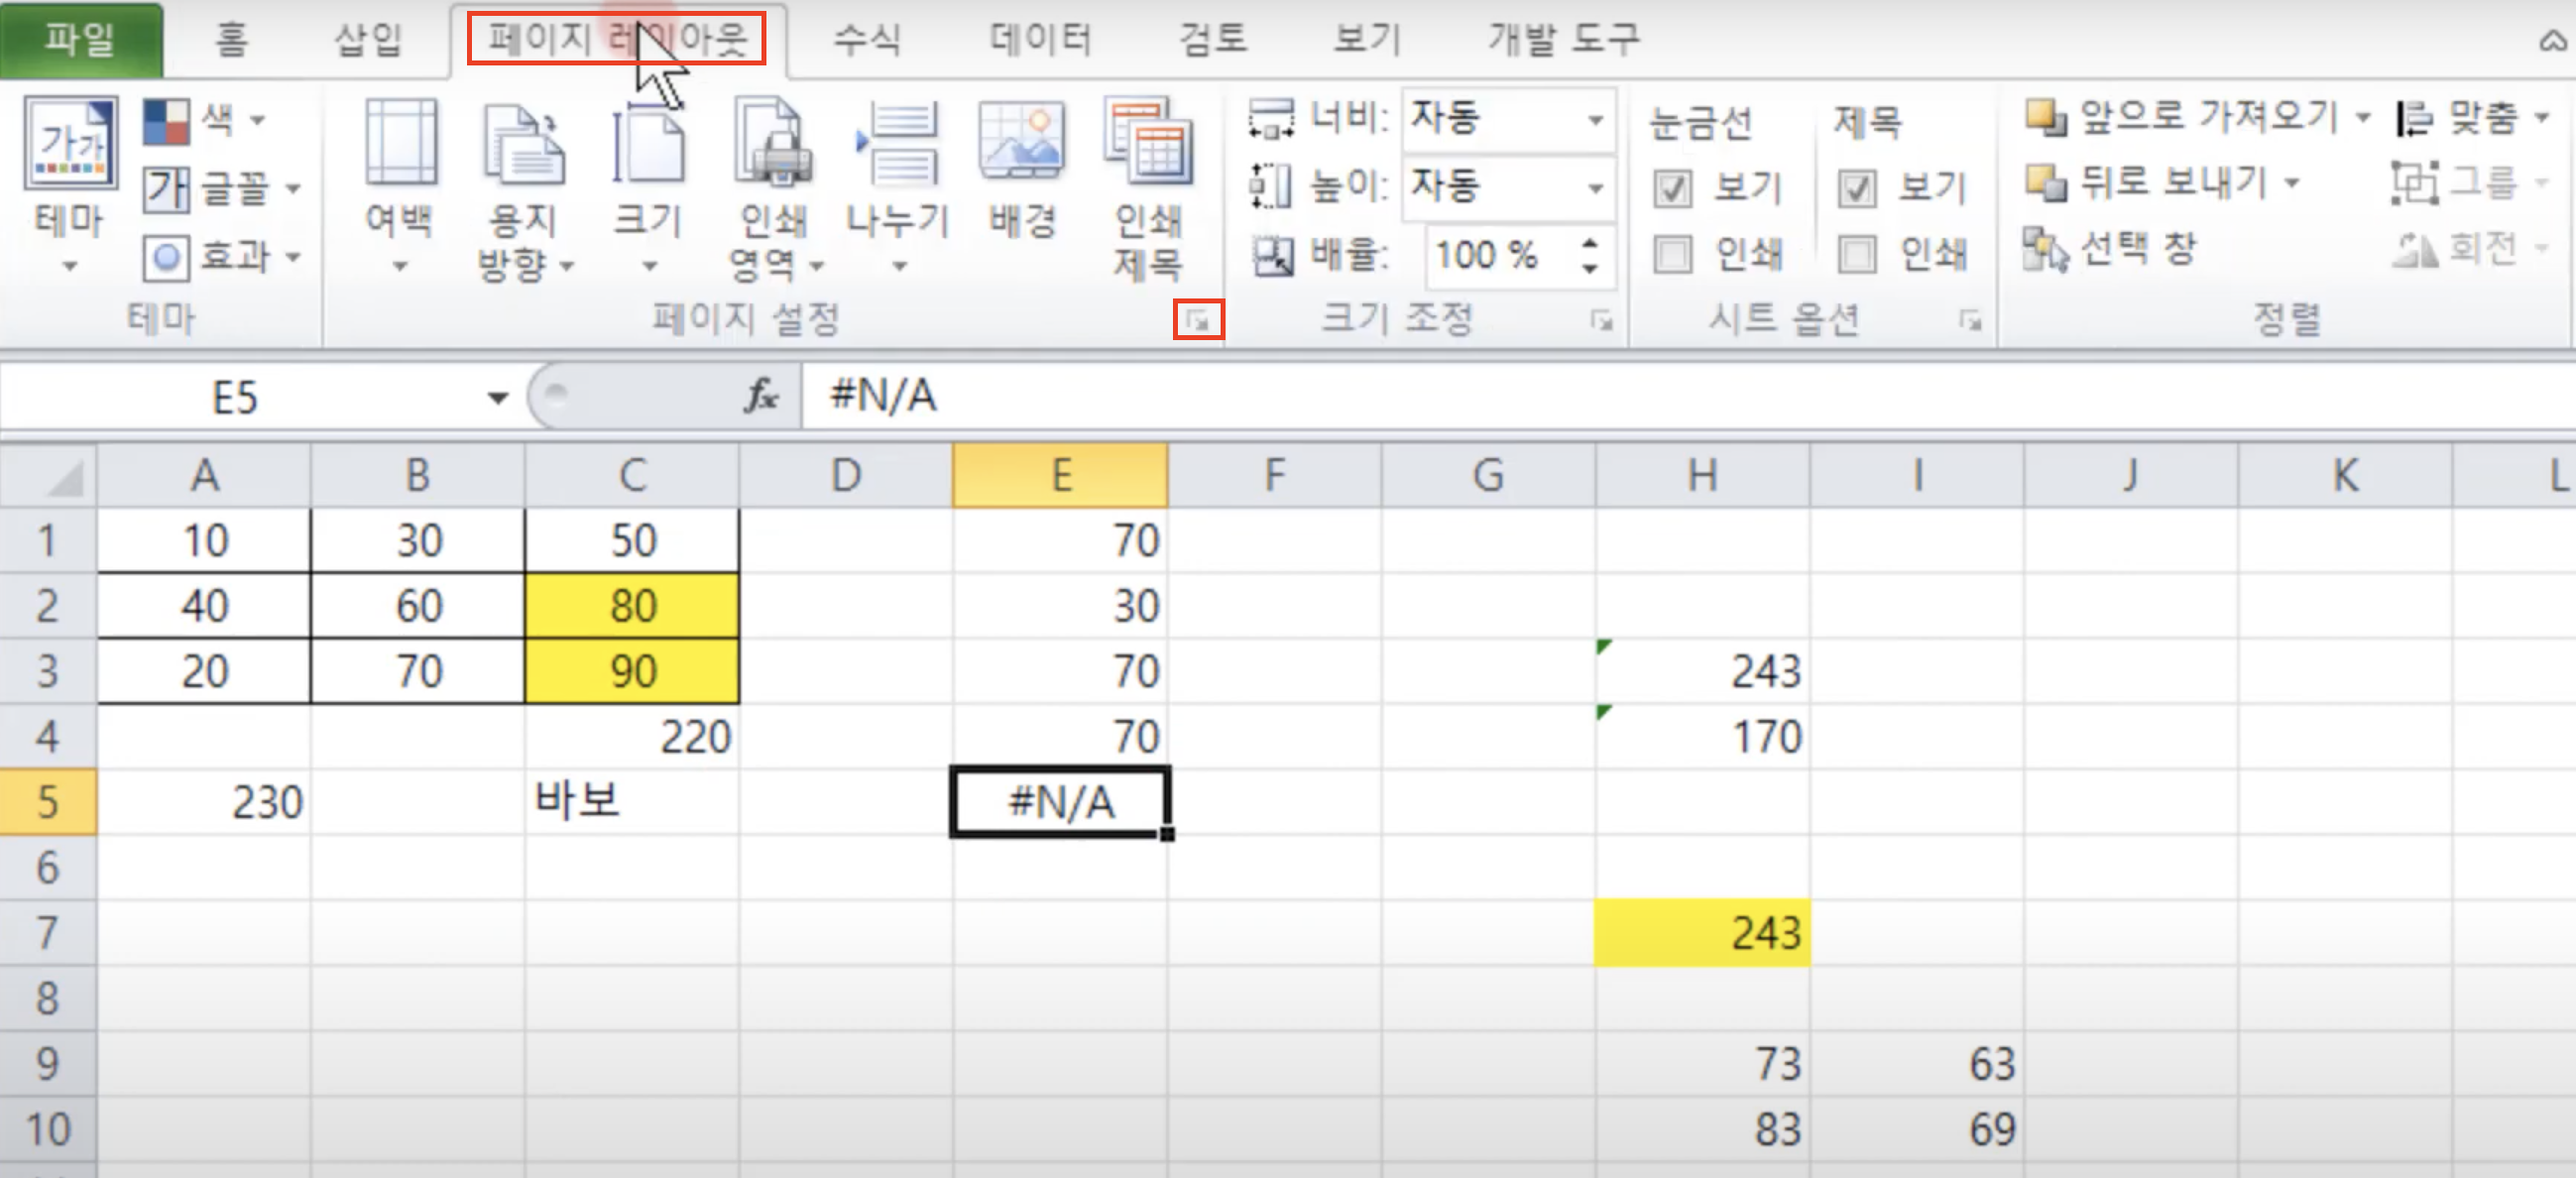 파일 홈 삽입 페이지 레이아웃 수식 데이터 검토 보기 개발 도구
가가 색 너비: 자동 눈금선 제목 앞으로 가져오기 맞춤
가 글꼴 높이: 자동 보기 보기 뒤로 보내기 그룹
테마 여백 용지 크기 인쇄 나누기 배경 인쇄
효과 방향 영역 제목 배율: 100 % 인쇄 인쇄 선택 창 회전
테마 페이지 설정 크기 조정 시트 옵션 정렬
E5 fx #N/A
A B C D E F G H I J K L
1 10 30 50 70
2 40 60 80 30
3 20 70 90 70 243
4 220 70 170
5 230 바보 #N/A
6
7 243
8
9 73 63
10 83 69